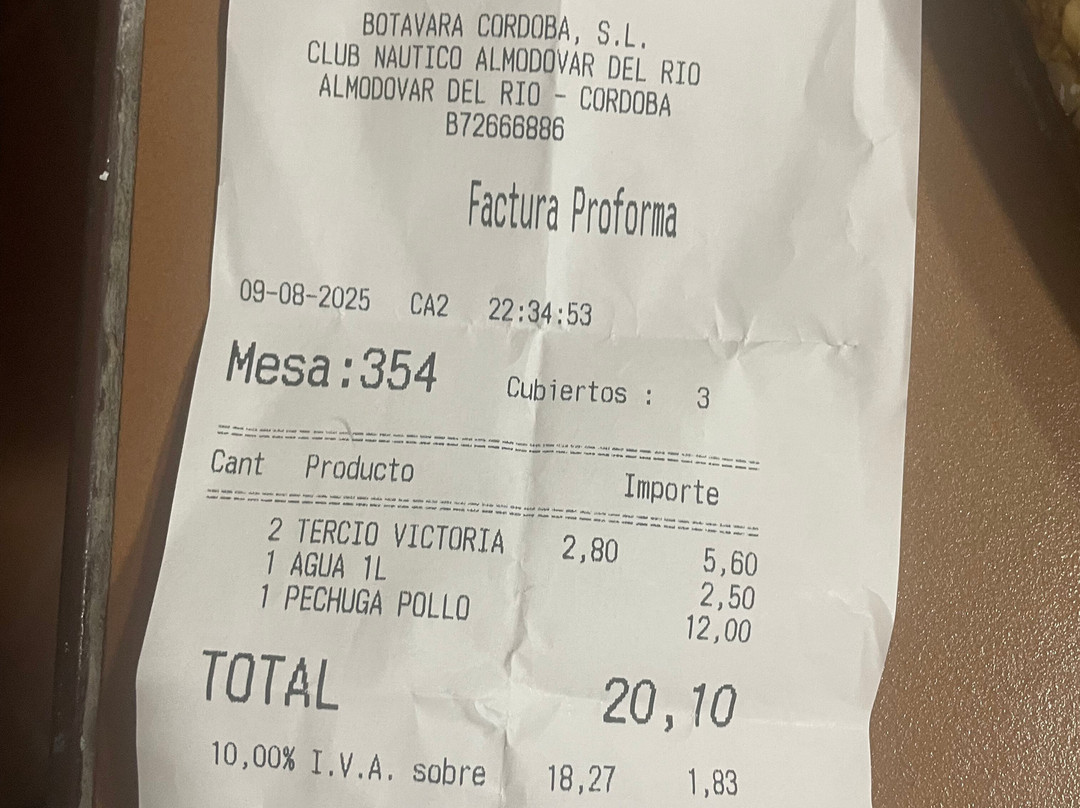 BOTAVARA CORDOBA, S.L.
CLUB NAUTICO ALMODOVAR DEL RIO
ALMODOVAR DEL RIO - CORDOBA
B72666886
Factura Proforma
09-08-2025 CA2 22:34:53
Mesa:354 Cubiertos : 3
Cant Producto Importe
2 TERCIO VICTORIA 2,80 5,60
1 AGUA 1L 2,50
1 PECHUGA POLLO 12,00
TOTAL 20,10
10,00% I.V.A. sobre 18,27 1,83